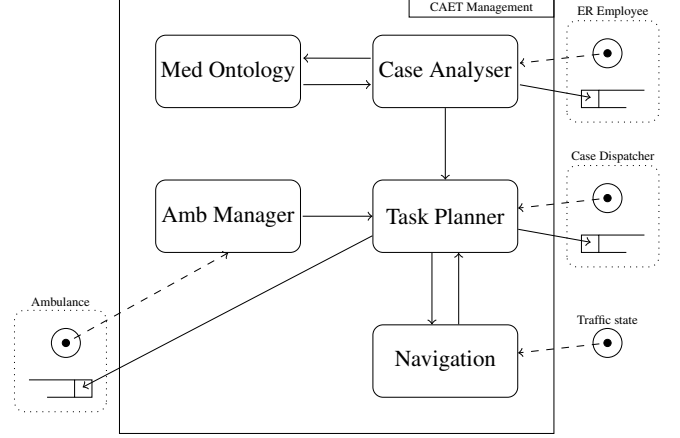 CAET Management
ER Employee
Med Ontology
Case Analyser
Case Dispatcher
Amb Manager
Task Planner
Ambulance
Traffic state
Navigation